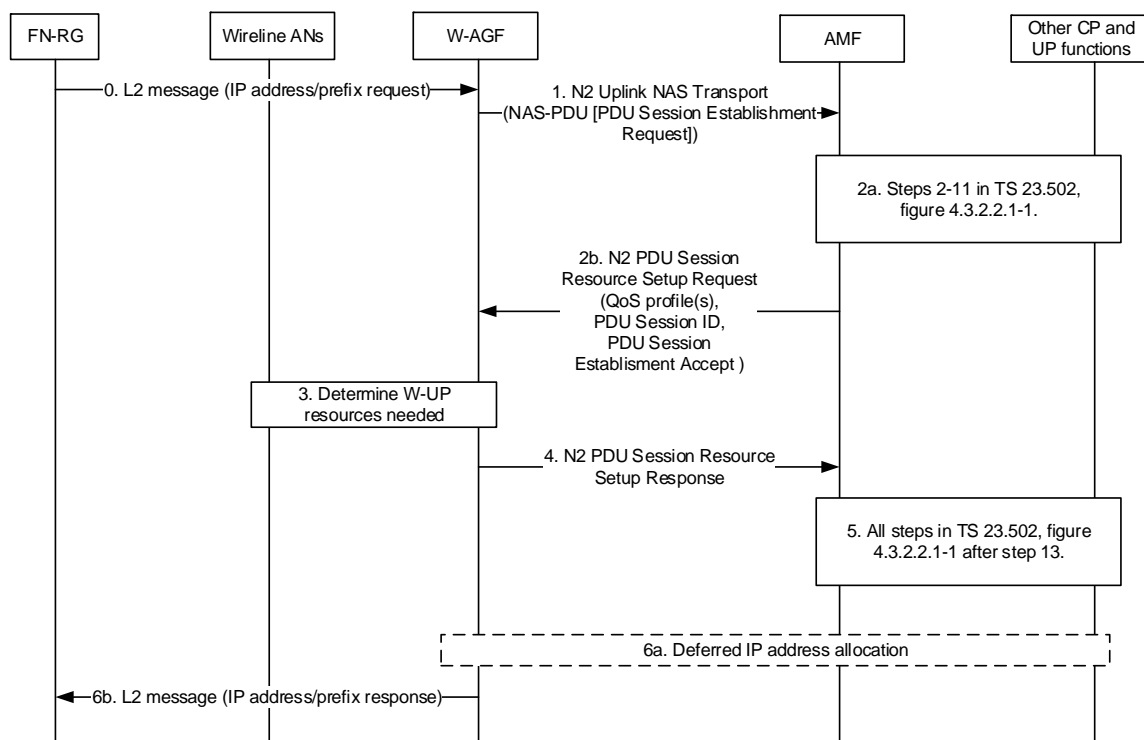 FN-RG
Wireline ANs
W-AGF
AMF
Other CP and
UP functions
0. L2 message (IP address/prefix request)
1. N2 Uplink NAS Transport
(NAS-PDU [PDU Session Establishment
Request])
2a. Steps 2-11 in TS 23.502,
figure 4.3.2.2.1-1.
2b. N2 PDU Session
Resource Setup Request
(QoS profile(s),
PDU Session ID,
PDU Session
Establisment Accept )
3. Determine W-UP
resources needed
4. N2 PDU Session Resource
Setup Response
5. All steps in TS 23.502, figure
4.3.2.2.1-1 after step 13.
6a. Deferred IP address allocation
6b. L2 message (IP address/prefix response)